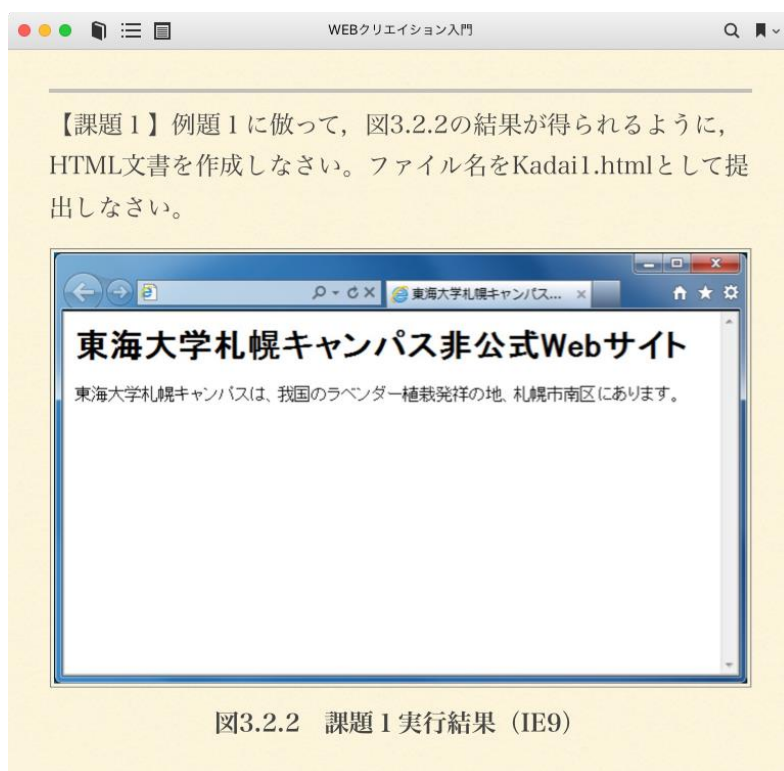 WEBクリエイション入門
【課題１】例題１に倣って，図3.2.2の結果が得られるように，
HTML文書を作成しなさい。ファイル名をKadai1.htmlとして提
出しなさい。
東海大学札幌キャンパス...
東海大学札幌キャンパス非公式Webサイト
東海大学札幌キャンパスは、我国のラベンダー植栽発祥の地、札幌市南区にあります。
図3.2.2　課題１実行結果（IE9）